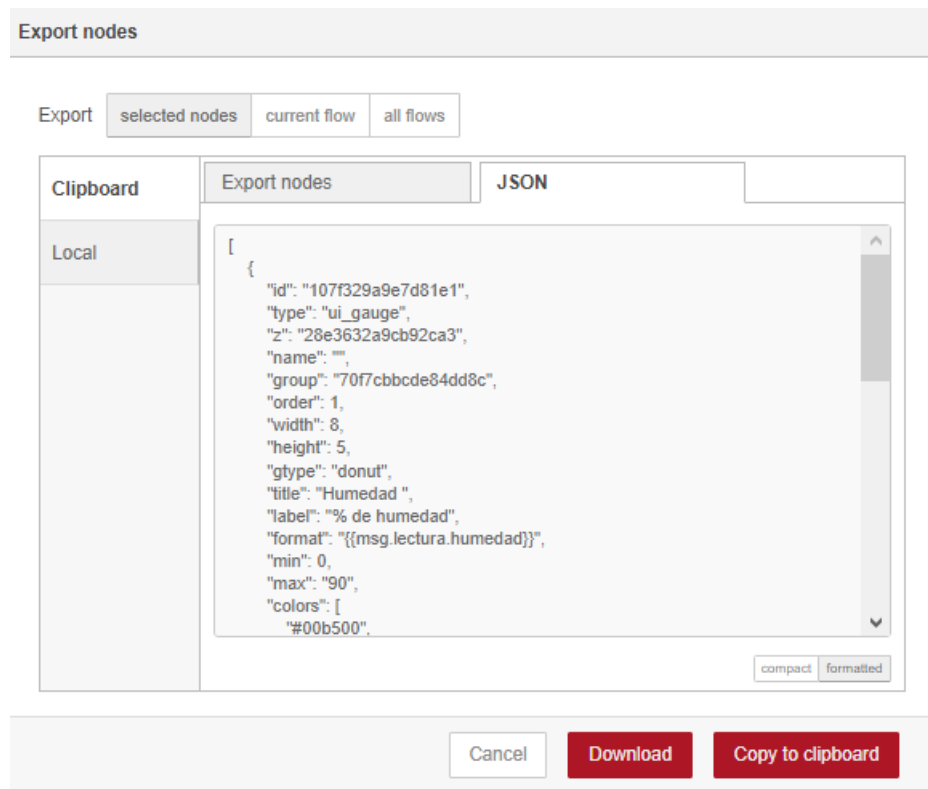 Export nodes
Export selected nodes current flow all flows
Clipboard
Local
Export nodes JSON
[
{
"id": "107f329a9e7d81e1",
"type": "ui_gauge",
"z": "28e3632a9cb92ca3",
"name": "",
"group": "70f7cbbcde84dd8c",
"order": 1,
"width": 8,
"height": 5,
"gtype": "donut",
"title": "Humedad ",
"label": "% de humedad",
"format": "{{msg.lectura.humedad}}",
"min": 0,
"max": "90",
"colors": [
"#00b500",
compact formatted
Cancel Download Copy to clipboard